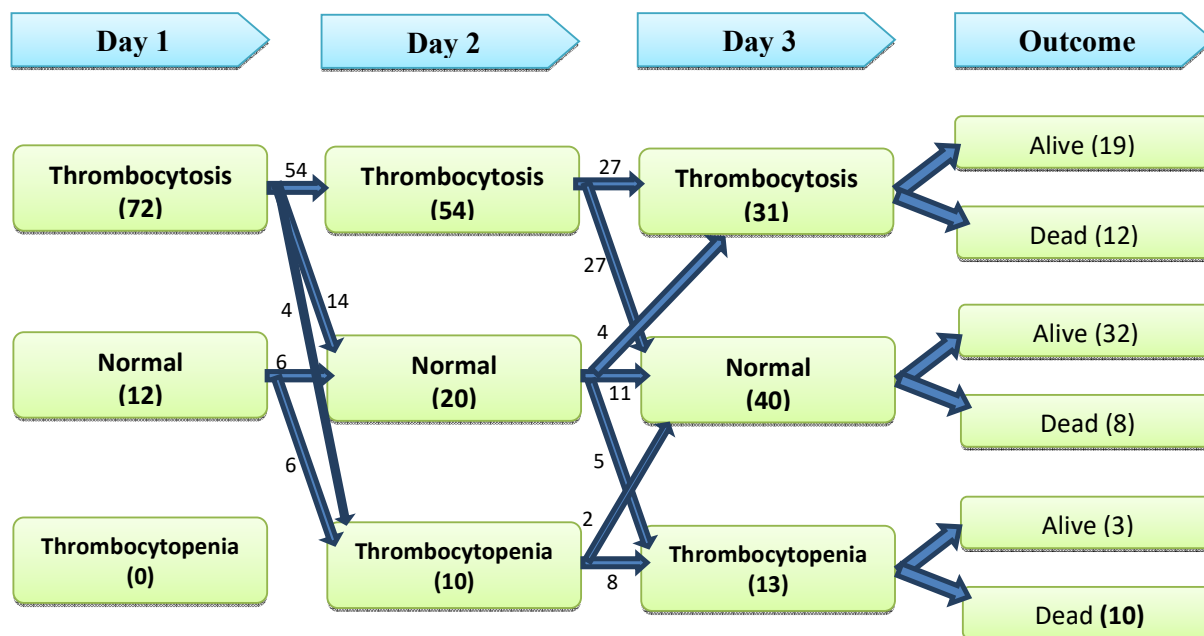 Day 1
Day 2
Day 3
Outcome
Thrombocytosis
(72)
54
Thrombocytosis
(54)
27
Thrombocytosis
(31)
Alive (19)
Dead (12)
4
14
27
4
Normal
(12)
6
Normal
(20)
11
Normal
(40)
Alive (32)
Dead (8)
6
5
2
Thrombocytopenia
(0)
Thrombocytopenia
(10)
8
Thrombocytopenia
(13)
Alive (3)
Dead (10)